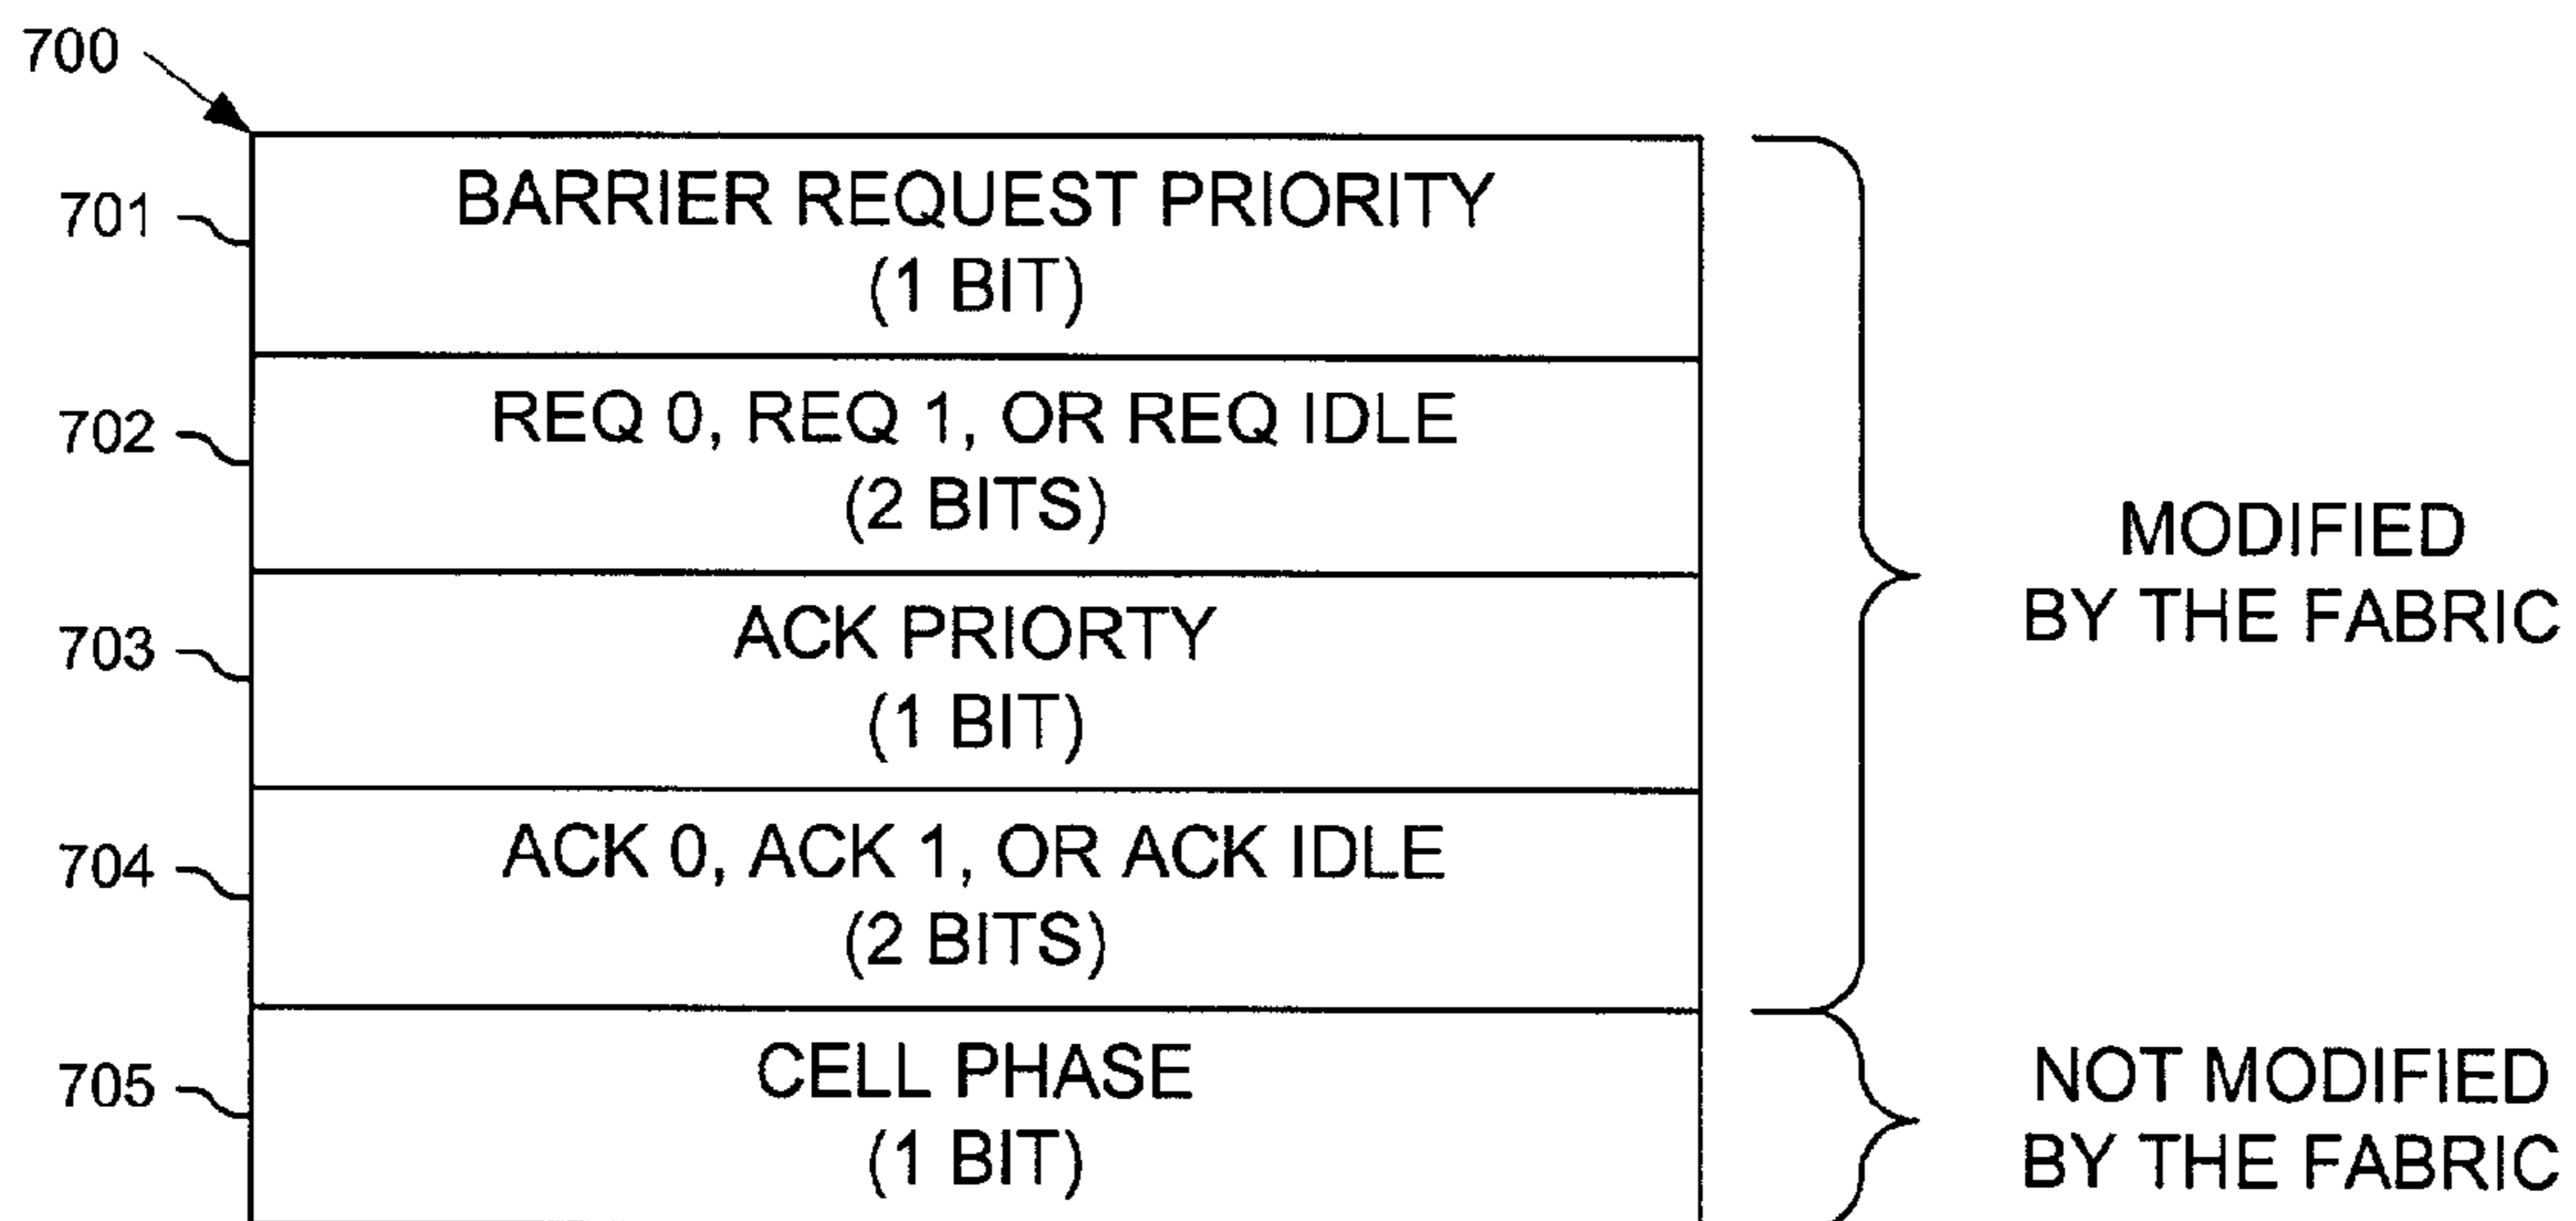 700
701
BARRIER REQUEST PRIORITY
(1 BIT)
702
REQ 0, REQ 1, OR REQ IDLE
(2 BITS)
703
ACK PRIORTY
(1 BIT)
704
ACK 0, ACK 1, OR ACK IDLE
(2 BITS)
705
CELL PHASE
(1 BIT)
MODIFIED
BY THE FABRIC
NOT MODIFIED
BY THE FABRIC